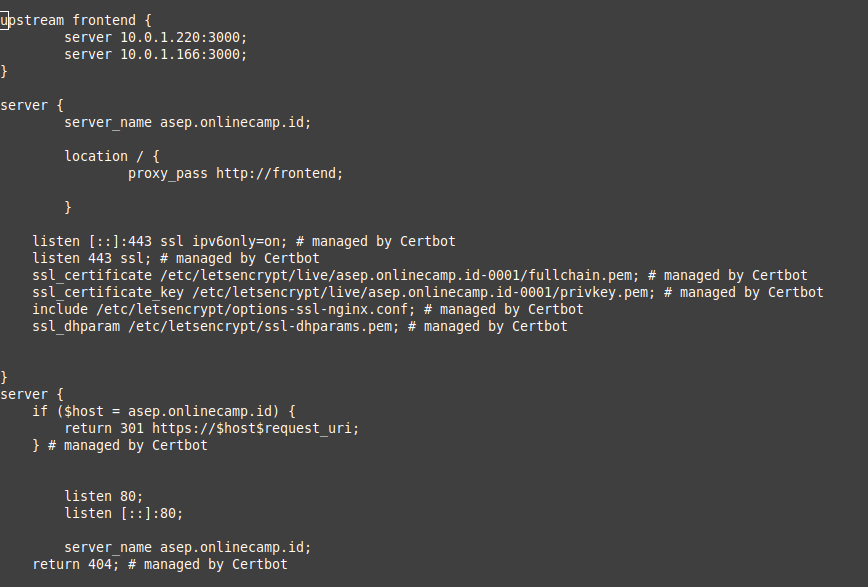 upstream frontend {
        server 10.0.1.220:3000;
        server 10.0.1.166:3000;
}
server {
        server_name asep.onlinecamp.id;
        location / {
                proxy_pass http://frontend;
        }
    listen [::]:443 ssl ipv6only=on; # managed by Certbot
    listen 443 ssl; # managed by Certbot
    ssl_certificate /etc/letsencrypt/live/asep.onlinecamp.id-0001/fullchain.pem; # managed by Certbot
    ssl_certificate_key /etc/letsencrypt/live/asep.onlinecamp.id-0001/privkey.pem; # managed by Certbot
    include /etc/letsencrypt/options-ssl-nginx.conf; # managed by Certbot
    ssl_dhparam /etc/letsencrypt/ssl-dhparams.pem; # managed by Certbot
}
server {
    if ($host = asep.onlinecamp.id) {
        return 301 https://$host$request_uri;
    } # managed by Certbot
        listen 80;
        listen [::]:80;
        server_name asep.onlinecamp.id;
    return 404; # managed by Certbot